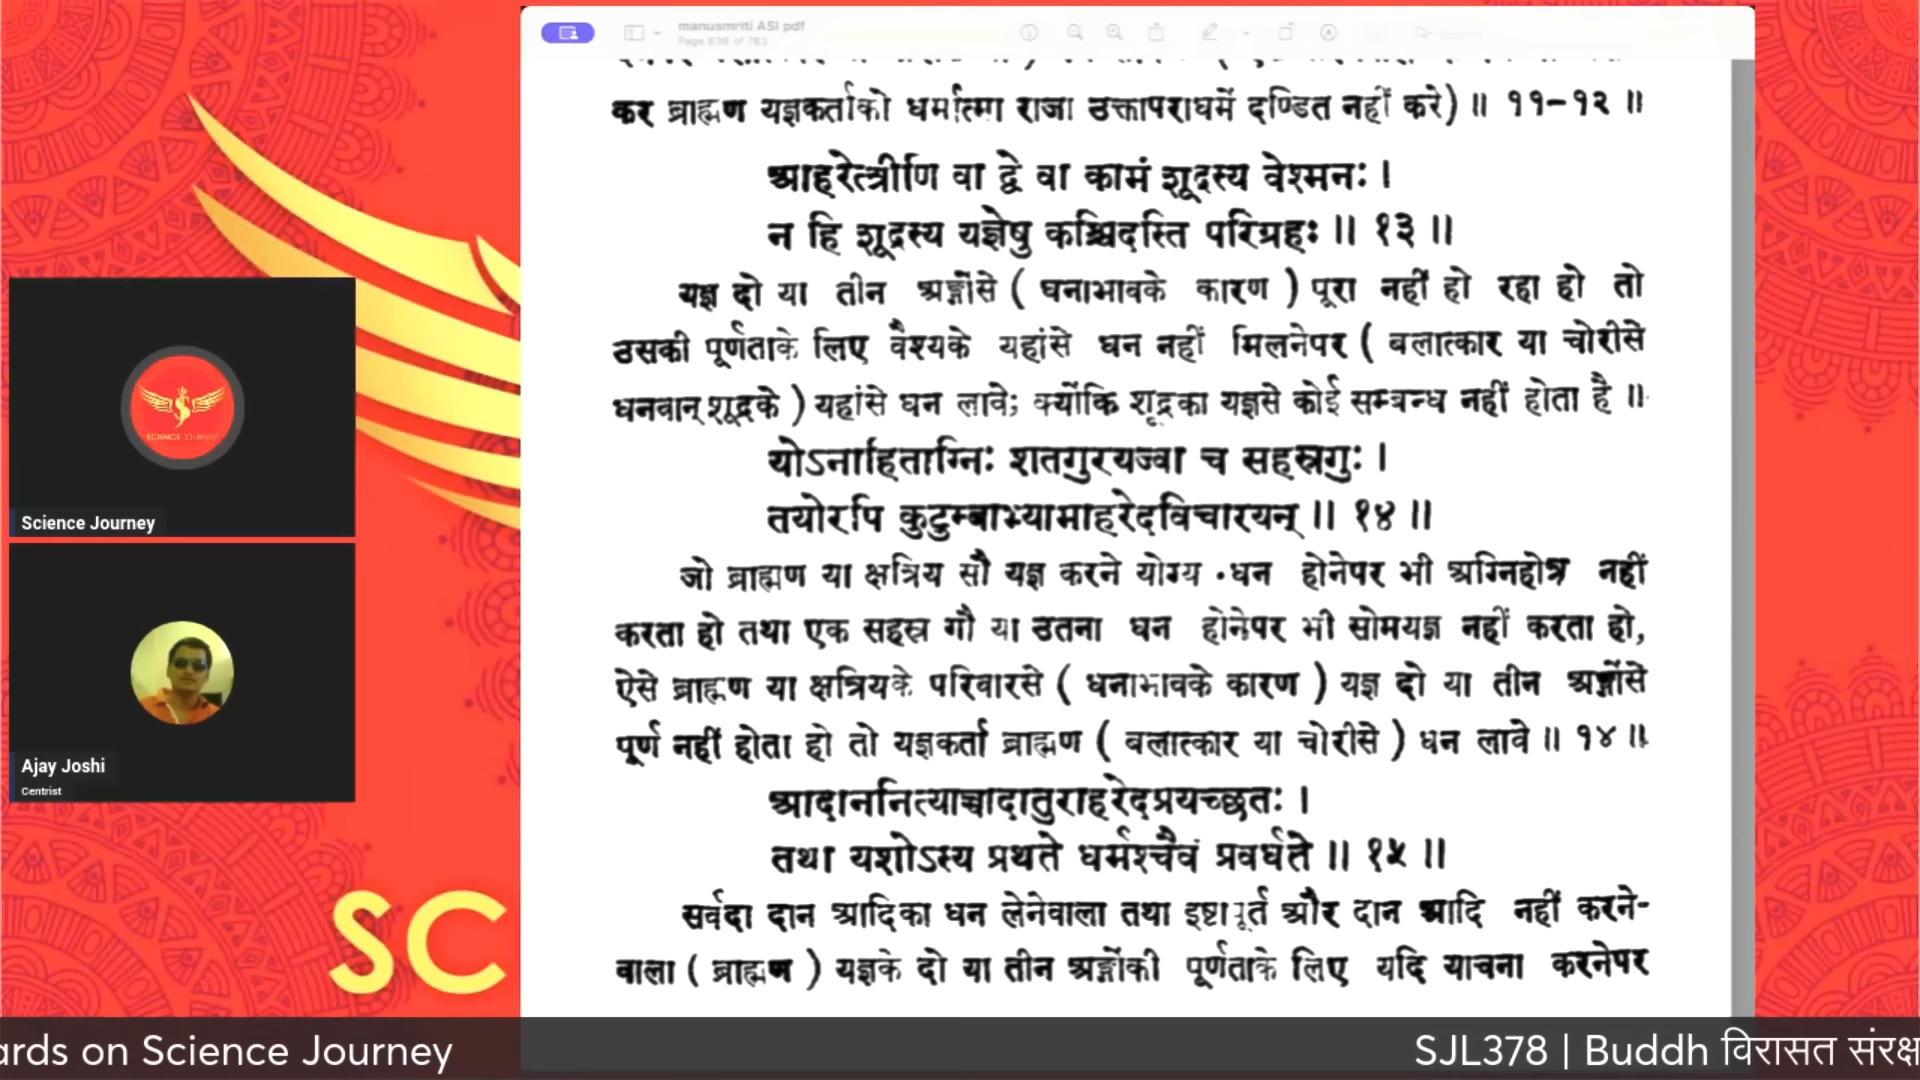 manusmriti ASI pdf
Page 636 of 783
कर ब्राह्मण यज्ञकर्ताको धर्मात्मा राजा उक्तापराधमें दण्डित नहीं करे) ॥ ११-१२ ॥
आहरेत्त्रीणि वा द्वे वा कामं शूद्रस्य वेश्मनः ।
न हि शूद्रस्य यज्ञेषु कश्चिदस्ति परिग्रहः ॥ १३ ॥
यज्ञ दो या तीन अङ्गोंसे ( धनाभावके कारण ) पूरा नहीं हो रहा हो तो
उसकी पूर्णताके लिए वैश्यके यहांसे धन नहीं मिलनेपर ( बलात्कार या चोरीसे
धनवान् शूद्रके ) यहांसे धन लावे; क्योंकि शूद्रका यज्ञसे कोई सम्बन्ध नहीं होता है ॥
योऽनाहिताग्निः शतगुरयज्वा च सहस्रगुः ।
तयोरपि कुटुम्बाभ्यामाहरेदविचारयन् ॥ १४ ॥
जो ब्राह्मण या क्षत्रिय सौ यज्ञ करने योग्य धन होनेपर भी अग्निहोत्र नहीं
करता हो तथा एक सहस्र गौ या उतना धन होनेपर भी सोमयज्ञ नहीं करता हो,
ऐसे ब्राह्मण या क्षत्रियके परिवारसे ( धनाभावके कारण ) यज्ञ दो या तीन अङ्गोंसे
पूर्ण नहीं होता हो तो यज्ञकर्ता ब्राह्मण ( बलात्कार या चोरीसे ) धन लावे ॥ १४ ॥
आदाननित्याच्चादातुराहरेदप्रयच्छतः ।
तथा यशोऽस्य प्रथते धर्मश्चैवं प्रवर्धते ॥ १५ ॥
सर्वदा दान आदिका धन लेनेवाला तथा इष्टापूर्त और दान आदि नहीं करने-
वाला ( ब्राह्मण ) यज्ञके दो या तीन अङ्गोंकी पूर्णताके लिए यदि याचना करनेपर
SCIENCE JOURNEY
Science Journey
Ajay Joshi
Centrist
SC
ards on Science Journey
SJL378 | Buddh विरासत संरक्ष